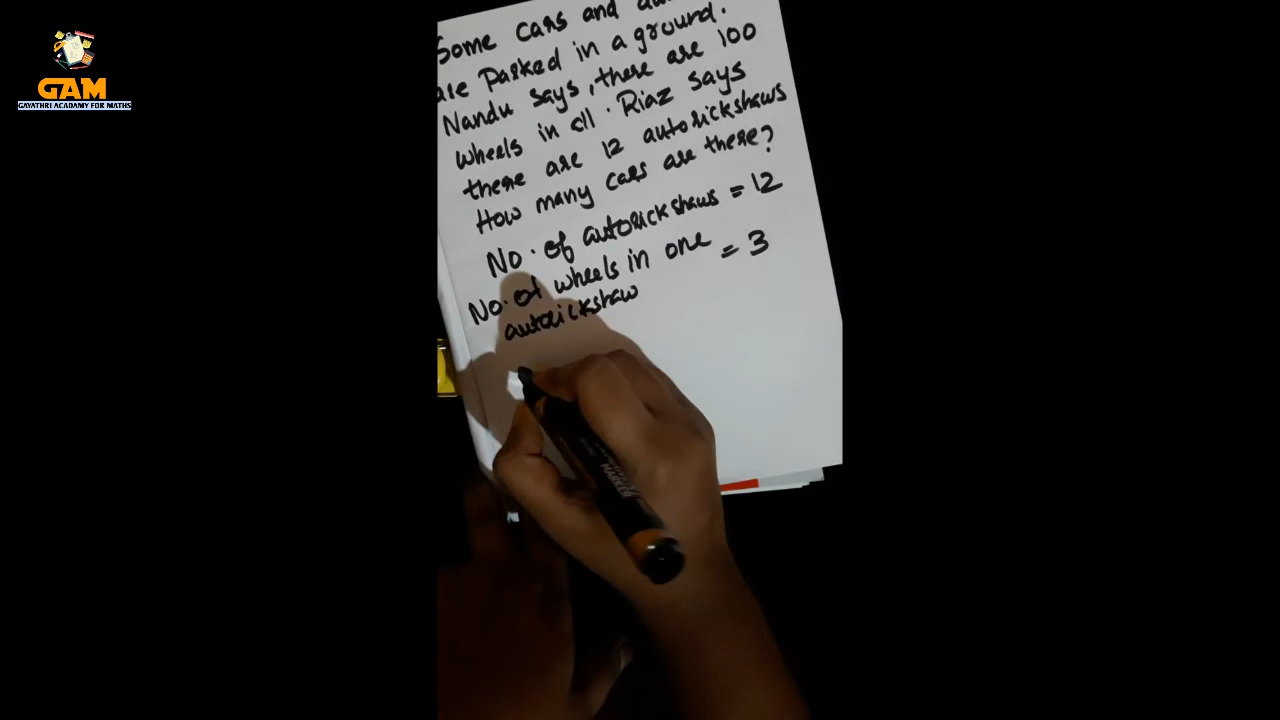 GAM
GAYATHRI ACADAMY FOR MATHS
Some cars and
are Parked in a ground.
Nandu says, there are 100
wheels in all. Riaz says
there are 12 autorickshaws
How many cars are there?
No. of autorickshaws = 12
No. of wheels in one = 3
autorickshaw